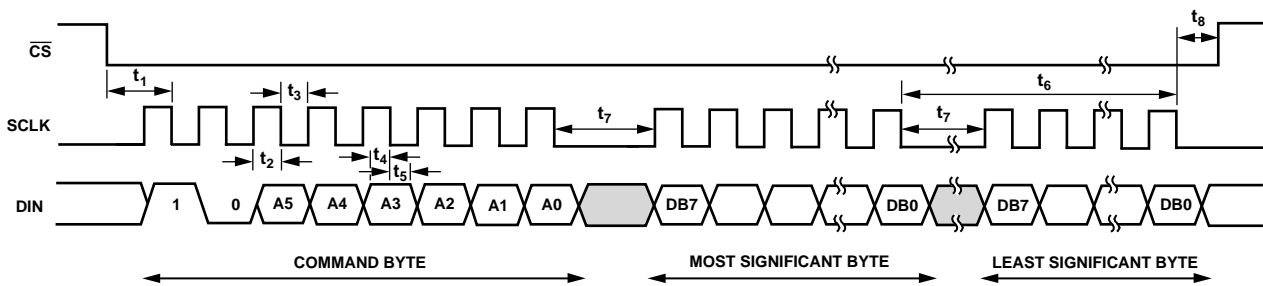 t8
CS
t1
t3
t6
SCLK
t7
t7
t2
t4
t5
DIN
1
0
A5
A4
A3
A2
A1
A0
DB7
DB0
DB7
DB0
COMMAND BYTE
MOST SIGNIFICANT BYTE
LEAST SIGNIFICANT BYTE